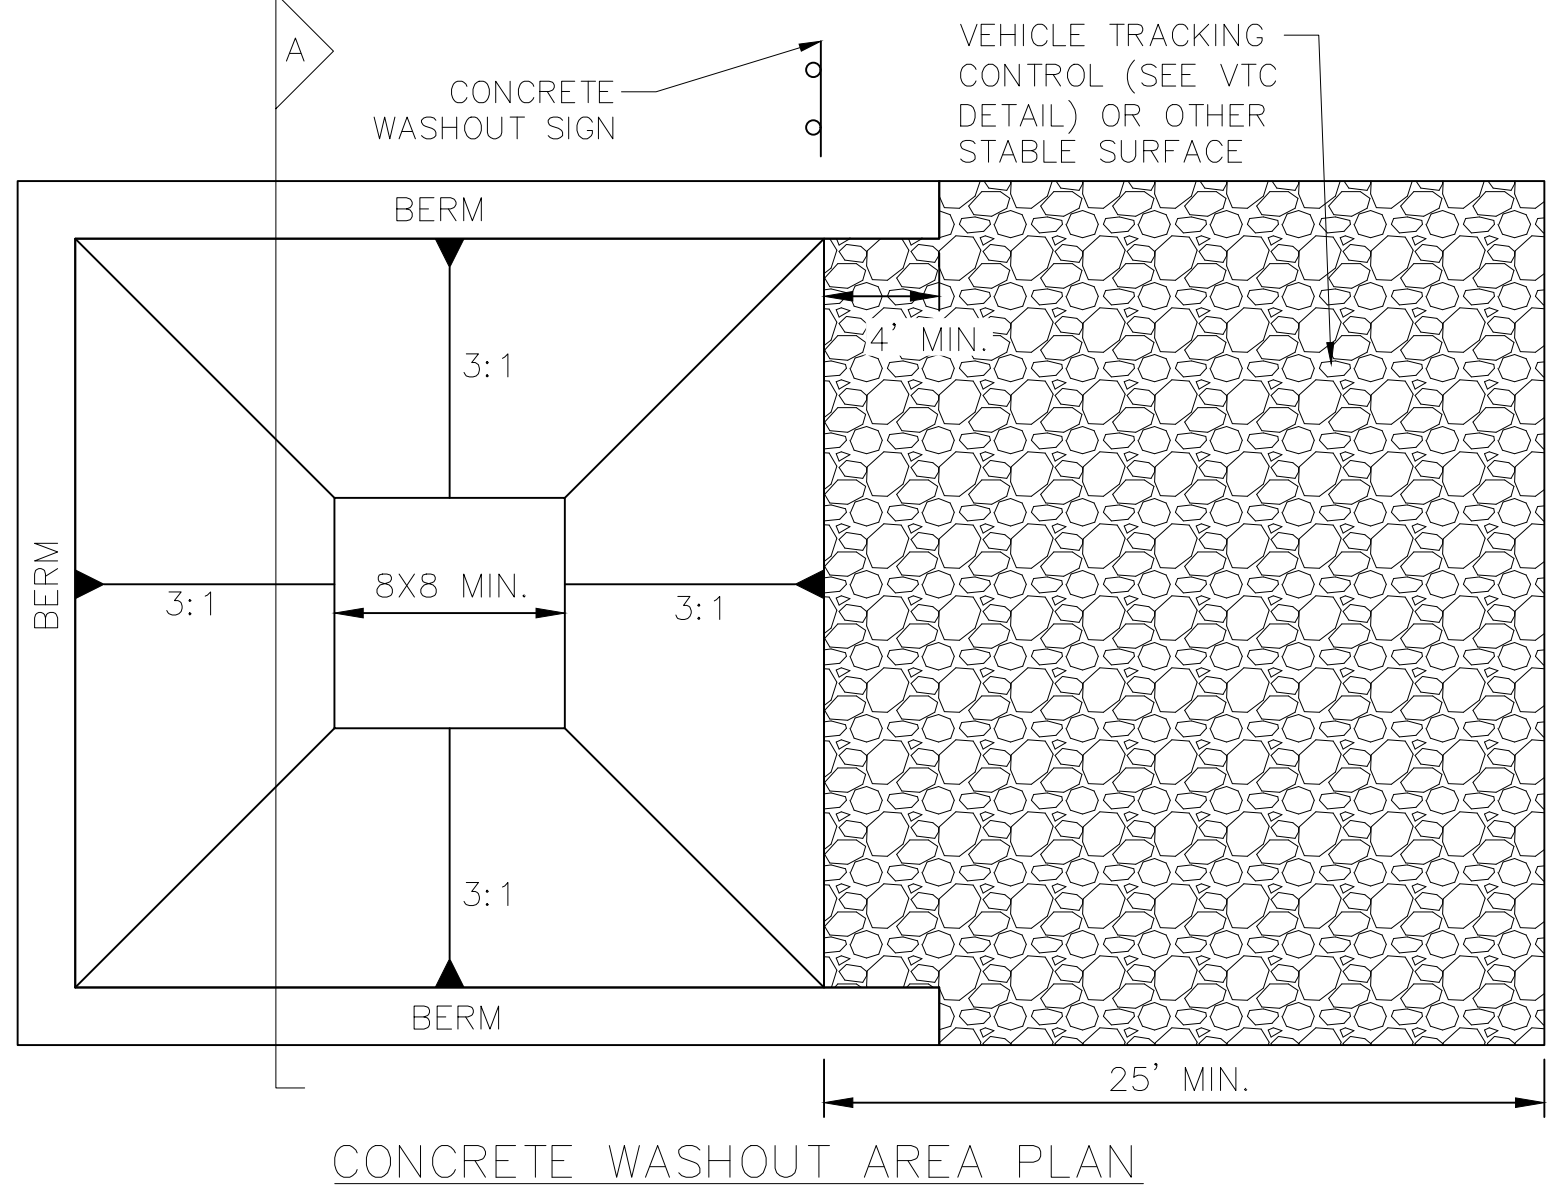 A
CONCRETE
WASHOUT SIGN
VEHICLE TRACKING
CONTROL (SEE VTC
DETAIL) OR OTHER
STABLE SURFACE
BERM
4' MIN.
3:1
BERM
3:1
8X8 MIN.
3:1
3:1
BERM
25' MIN.
CONCRETE WASHOUT AREA PLAN